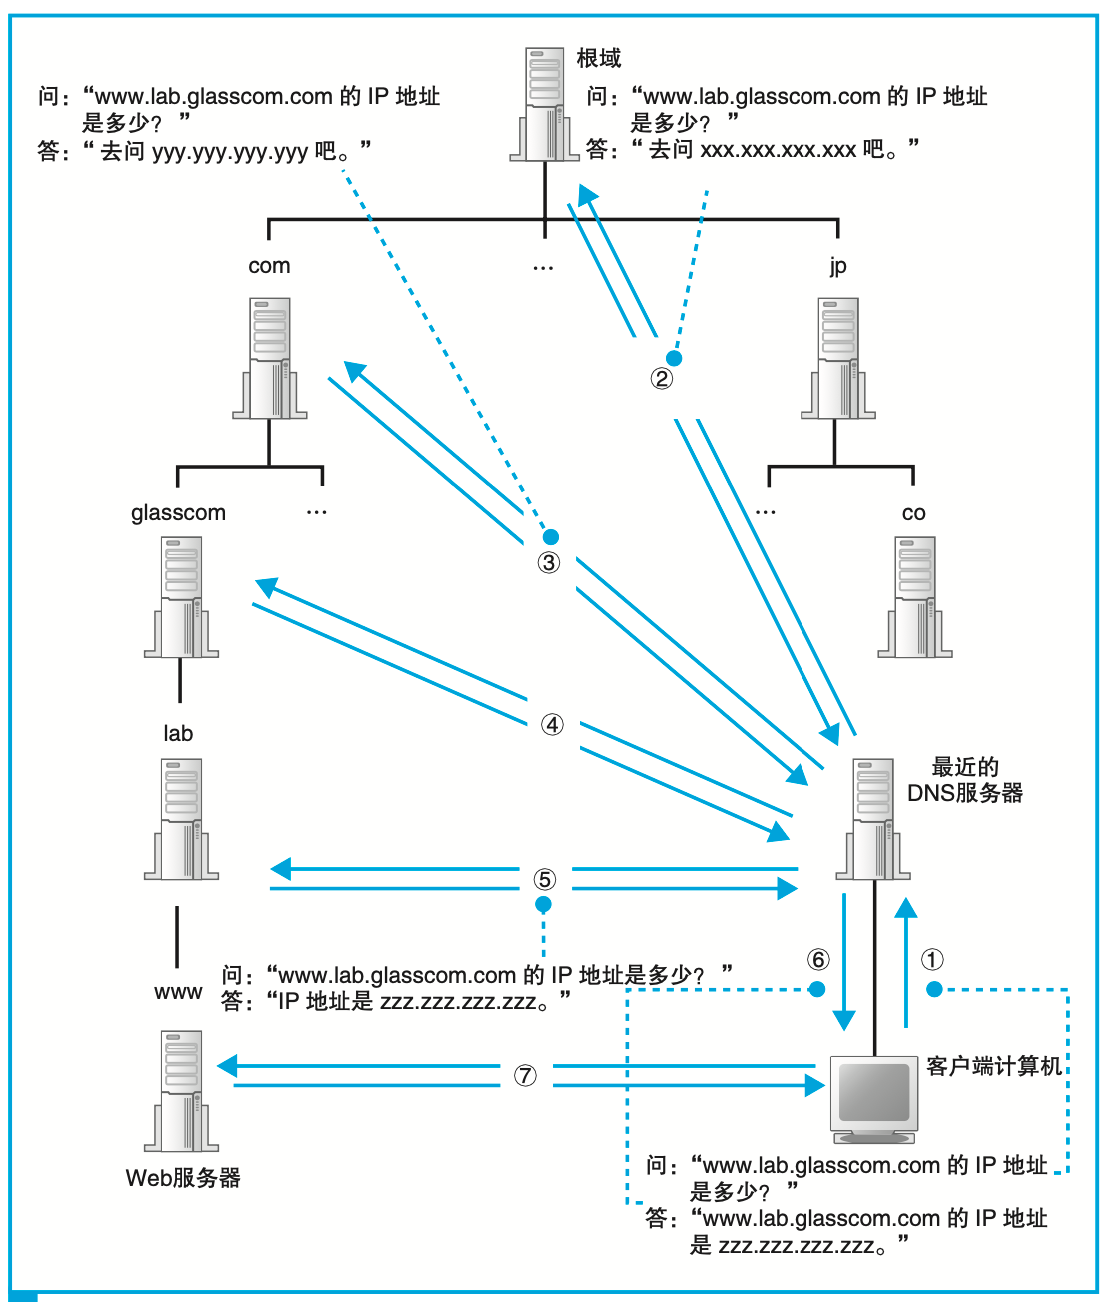 根域
问：“www.lab.glasscom.com 的 IP 地址
是多少？”
答：“去问 yyy.yyy.yyy.yyy 吧。”
问：“www.lab.glasscom.com 的 IP 地址
是多少？”
答：“去问 xxx.xxx.xxx.xxx 吧。”
com
…
jp
②
glasscom
…
…
co
③
④
lab
最近的
DNS服务器
⑤
⑥
①
www
问：“www.lab.glasscom.com 的 IP 地址是多少？”
答：“IP 地址是 zzz.zzz.zzz.zzz。”
⑦
客户端计算机
Web服务器
问：“www.lab.glasscom.com 的 IP 地址
是多少？”
答：“www.lab.glasscom.com 的 IP 地址
是 zzz.zzz.zzz.zzz。”